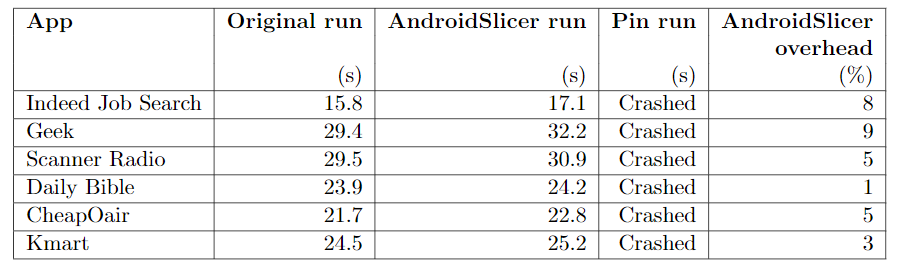 App Original run AndroidSlicer run Pin run AndroidSlicer
overhead
(s) (s) (s) (%)
Indeed Job Search 15.8 17.1 Crashed 8
Geek 29.4 32.2 Crashed 9
Scanner Radio 29.5 30.9 Crashed 5
Daily Bible 23.9 24.2 Crashed 1
CheapOair 21.7 22.8 Crashed 5
Kmart 24.5 25.2 Crashed 3